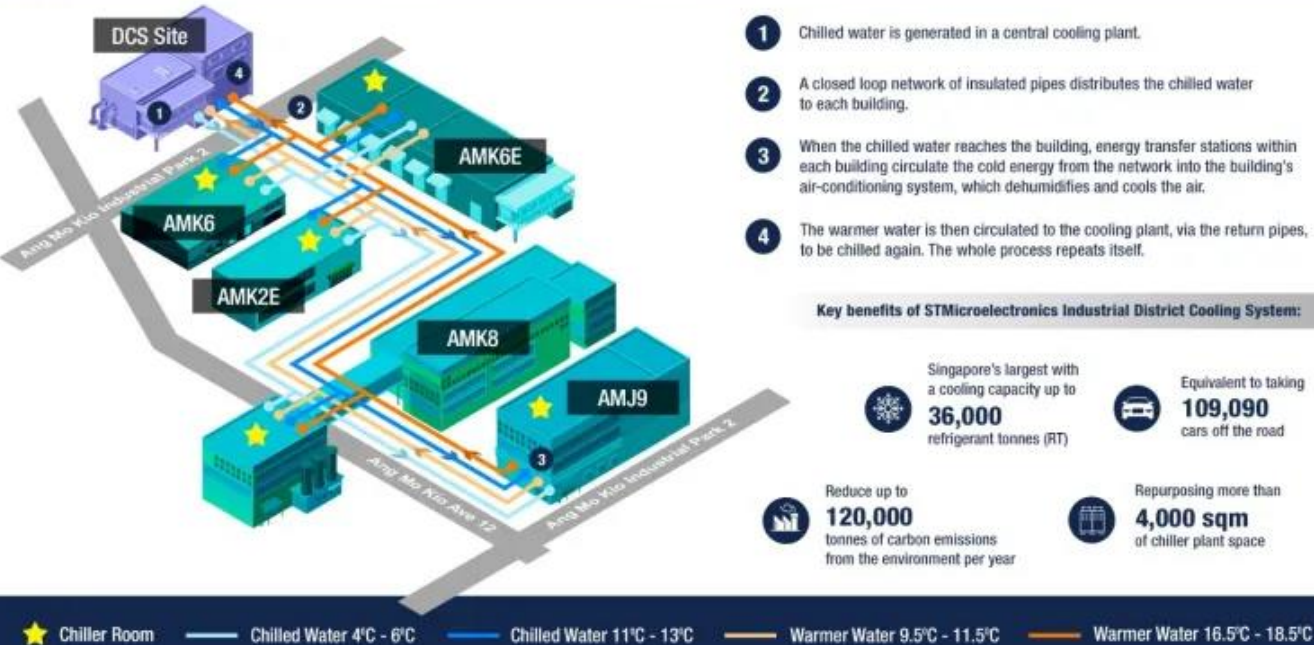 DCS Site
1
4
2
AMK6E
AMK6
AMK2E
AMK8
AMJ9
3
Ang Mo Kio Industrial Park 2
Ang Mo Kio Ave 12
Ang Mo Kio Industrial Park 2
1
Chilled water is generated in a central cooling plant.
2
A closed loop network of insulated pipes distributes the chilled water
to each building.
3
When the chilled water reaches the building, energy transfer stations within
each building circulate the cold energy from the network into the building's
air-conditioning system, which dehumidifies and cools the air.
4
The warmer water is then circulated to the cooling plant, via the return pipes,
to be chilled again. The whole process repeats itself.
Key benefits of STMicroelectronics Industrial District Cooling System:
Singapore's largest with
a cooling capacity up to
36,000
refrigerant tonnes (RT)
Equivalent to taking
109,090
cars off the road
Reduce up to
120,000
tonnes of carbon emissions
from the environment per year
Repurposing more than
4,000 sqm
of chiller plant space
Chiller Room
Chilled Water 4ºC - 6ºC
Chilled Water 11ºC - 13ºC
Warmer Water 9.5ºC - 11.5ºC
Warmer Water 16.5ºC - 18.5ºC